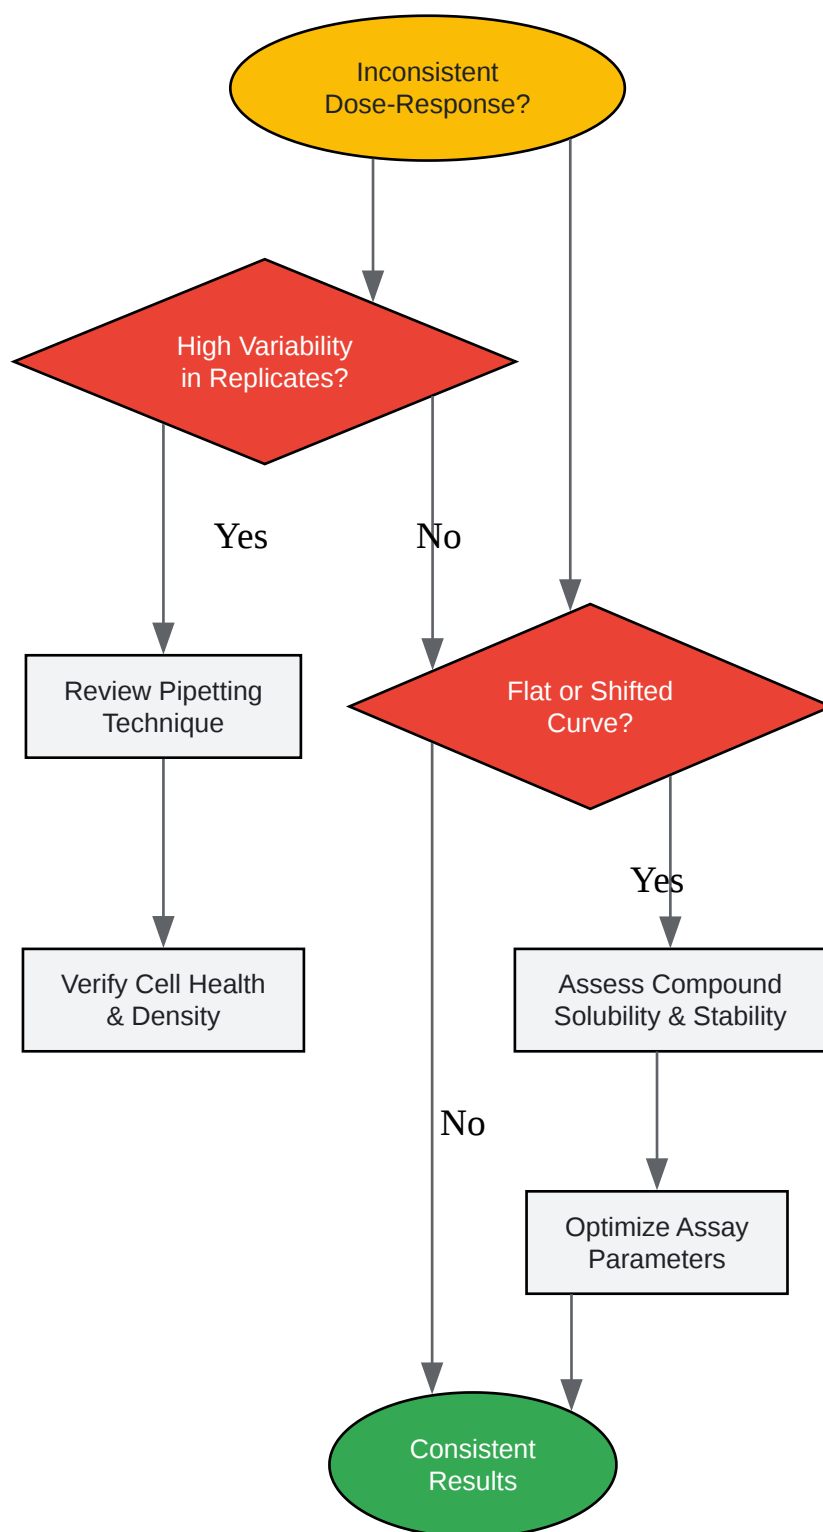 Inconsistent
Dose-Response?
High Variability
in Replicates?
Yes
No
Review Pipetting
Technique
Flat or Shifted
Curve?
Yes
Verify Cell Health
& Density
Assess Compound
Solubility & Stability
No
Optimize Assay
Parameters
Consistent
Results